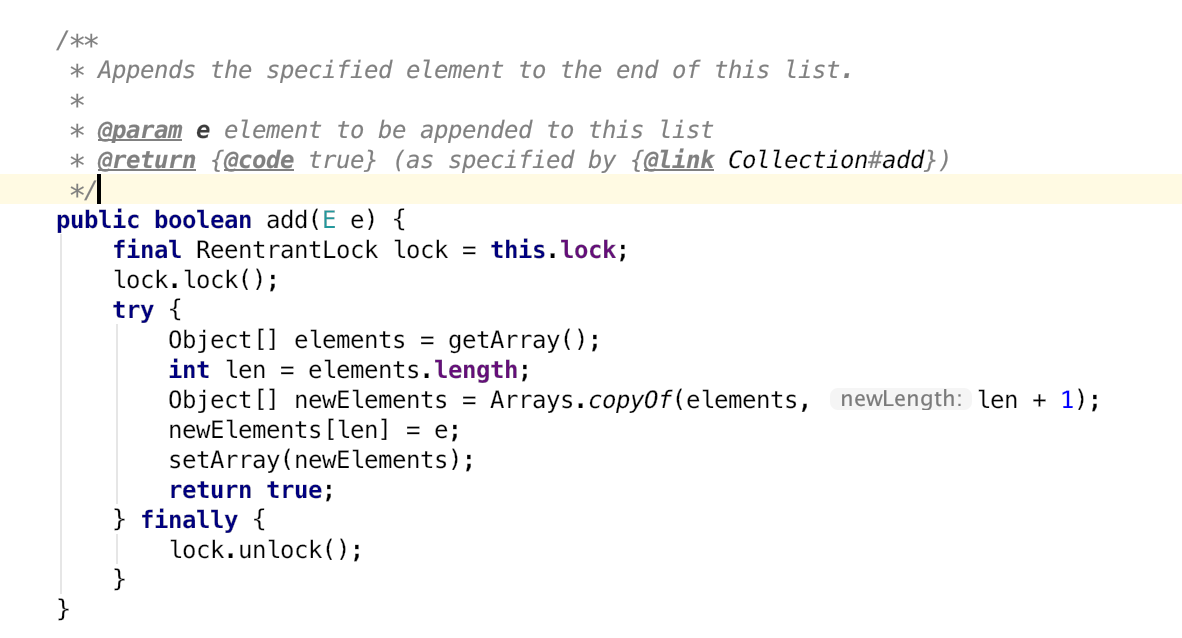 /**
 * Appends the specified element to the end of this list.
 *
 * @param e element to be appended to this list
 * @return {@code true} (as specified by {@link Collection#add})
 */
public boolean add(E e) {
    final ReentrantLock lock = this.lock;
    lock.lock();
    try {
        Object[] elements = getArray();
        int len = elements.length;
        Object[] newElements = Arrays.copyOf(elements, newLength: len + 1);
        newElements[len] = e;
        setArray(newElements);
        return true;
    } finally {
        lock.unlock();
    }
}